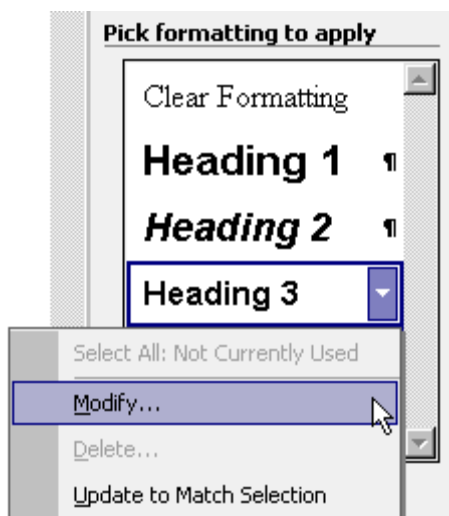 Pick formatting to apply
Clear Formatting
Heading 1 ¶
Heading 2 ¶
Heading 3
Select All: Not Currently Used
Modify...
Delete...
Update to Match Selection